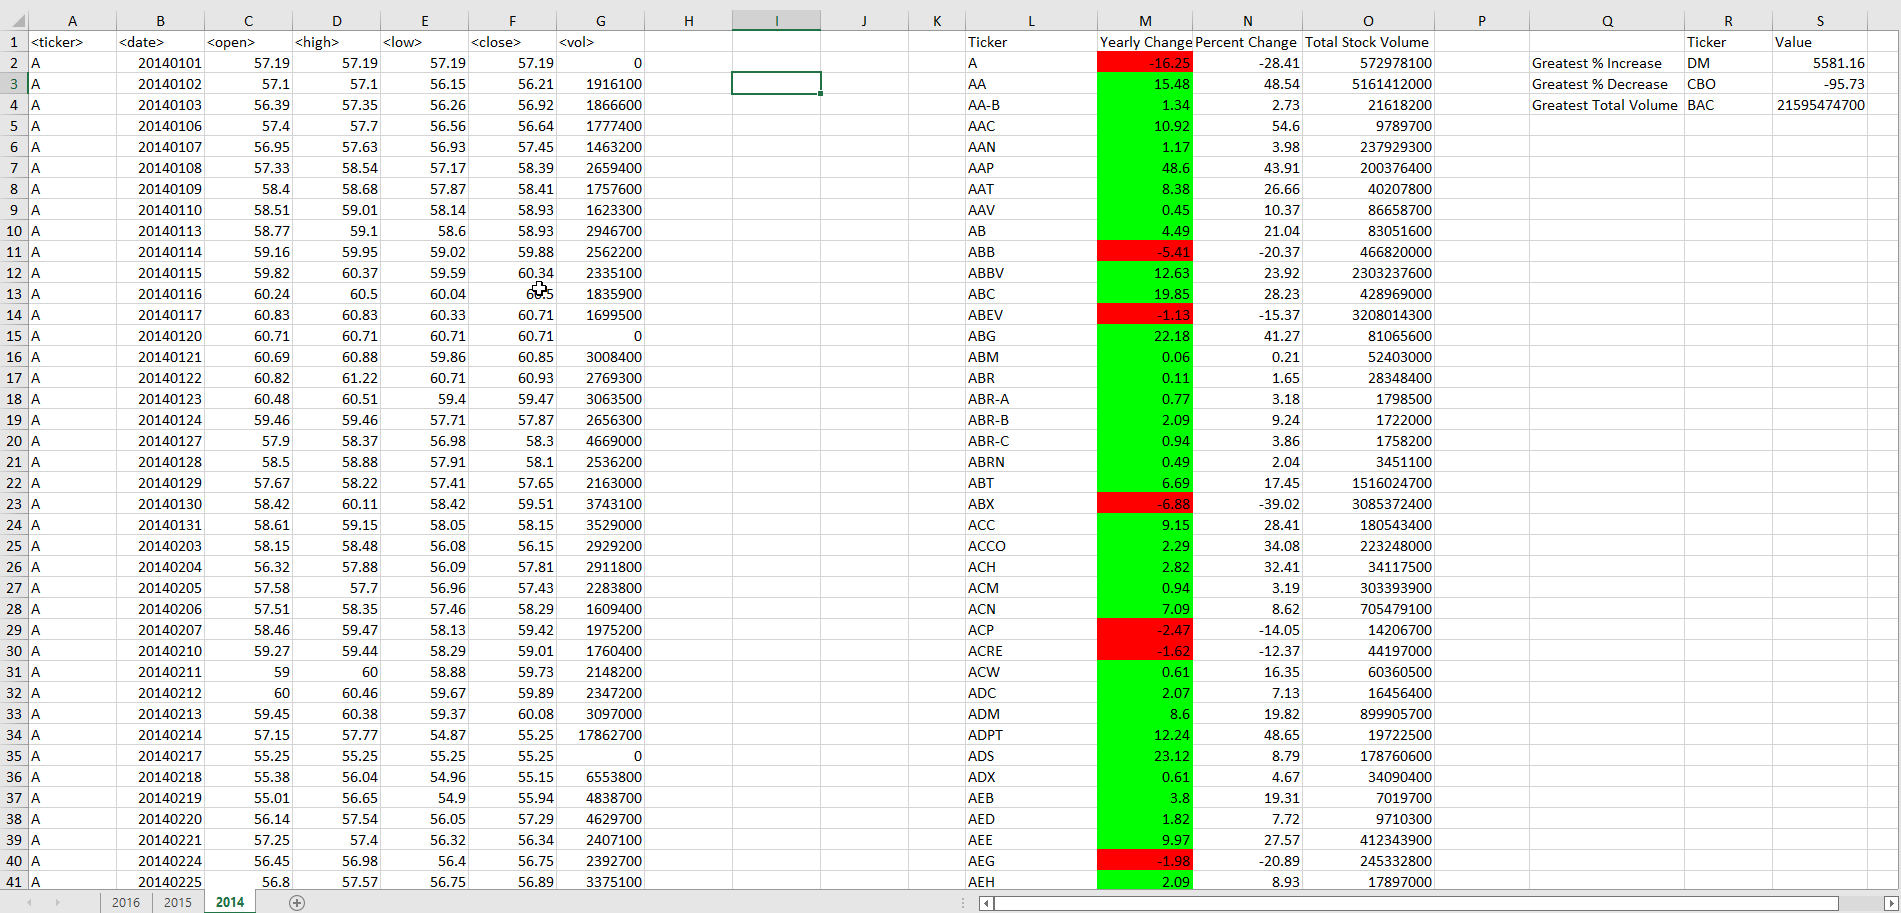 A B C D E F G H I J K L M N O P Q R S
1 <ticker> <date> <open> <high> <low> <close> <vol> Ticker Yearly Change Percent Change Total Stock Volume Ticker Value
2 A 20140101 57.19 57.19 57.19 57.19 0 A -16.25 -28.41 572978100 Greatest % Increase DM 5581.16
3 A 20140102 57.1 57.1 56.15 56.21 1916100 AA 15.48 48.54 5161412000 Greatest % Decrease CBO -95.73
4 A 20140103 56.39 57.35 56.26 56.92 1866600 AA-B 1.34 2.73 21618200 Greatest Total Volume BAC 21595474700
5 A 20140106 57.4 57.7 56.56 56.64 1777400 AAC 10.92 54.6 9789700
6 A 20140107 56.95 57.63 56.93 57.45 1463200 AAN 1.17 3.98 237929300
7 A 20140108 57.33 58.54 57.17 58.39 2659400 AAP 48.6 43.91 200376400
8 A 20140109 58.4 58.68 57.87 58.41 1757600 AAT 8.38 26.66 40207800
9 A 20140110 58.51 59.01 58.14 58.93 1623300 AAV 0.45 10.37 86658700
10 A 20140113 58.77 59.1 58.6 58.93 2946700 AB 4.49 21.04 83051600
11 A 20140114 59.16 59.95 59.02 59.88 2562200 ABB -5.41 -20.37 466820000
12 A 20140115 59.82 60.37 59.59 60.34 2335100 ABBV 12.63 23.92 2303237600
13 A 20140116 60.24 60.5 60.04 60.5 1835900 ABC 19.85 28.23 428969000
14 A 20140117 60.83 60.83 60.33 60.71 1699500 ABEV -1.13 -15.37 3208014300
15 A 20140120 60.71 60.71 60.71 60.71 0 ABG 22.18 41.27 81065600
16 A 20140121 60.69 60.88 59.86 60.85 3008400 ABM 0.06 0.21 52403000
17 A 20140122 60.82 61.22 60.71 60.93 2769300 ABR 0.11 1.65 28348400
18 A 20140123 60.48 60.51 59.4 59.47 3063500 ABR-A 0.77 3.18 1798500
19 A 20140124 59.46 59.46 57.71 57.87 2656300 ABR-B 2.09 9.24 1722000
20 A 20140127 57.9 58.37 56.98 58.3 4669000 ABR-C 0.94 3.86 1758200
21 A 20140128 58.5 58.88 57.91 58.1 2536200 ABRN 0.49 2.04 3451100
22 A 20140129 57.67 58.22 57.41 57.65 2163000 ABT 6.69 17.45 1516024700
23 A 20140130 58.42 60.11 58.42 59.51 3743100 ABX -6.88 -39.02 3085372400
24 A 20140131 58.61 59.15 58.05 58.15 3529000 ACC 9.15 28.41 180543400
25 A 20140203 58.15 58.48 56.08 56.15 2929200 ACCO 2.29 34.08 223248000
26 A 20140204 56.32 57.88 56.09 57.81 2911800 ACH 2.82 32.41 34117500
27 A 20140205 57.58 57.7 56.96 57.43 2283800 ACM 0.94 3.19 303393900
28 A 20140206 57.51 58.35 57.46 58.29 1609400 ACN 7.09 8.62 705479100
29 A 20140207 58.46 59.47 58.13 59.42 1975200 ACP -2.47 -14.05 14206700
30 A 20140210 59.27 59.44 58.29 59.01 1760400 ACRE -1.62 -12.37 44197000
31 A 20140211 59 60 58.88 59.73 2148200 ACW 0.61 16.35 60360500
32 A 20140212 60 60.46 59.67 59.89 2347200 ADC 2.07 7.13 16456400
33 A 20140213 59.45 60.38 59.37 60.08 3097000 ADM 8.6 19.82 899905700
34 A 20140214 57.15 57.77 54.87 55.25 17862700 ADPT 12.24 48.65 19722500
35 A 20140217 55.25 55.25 55.25 55.25 0 ADS 23.12 8.79 178760600
36 A 20140218 55.38 56.04 54.96 55.15 6553800 ADX 0.61 4.67 34090400
37 A 20140219 55.01 56.65 54.9 55.94 4838700 AEB 3.8 19.31 7019700
38 A 20140220 56.14 57.54 56.05 57.29 4629700 AED 1.82 7.72 9710300
39 A 20140221 57.25 57.4 56.32 56.34 2407100 AEE 9.97 27.57 412343900
40 A 20140224 56.45 56.98 56.4 56.75 2392700 AEG -1.98 -20.89 245332800
41 A 20140225 56.8 57.57 56.75 56.89 3375100 AEH 2.09 8.93 17897000
2016 2015 2014